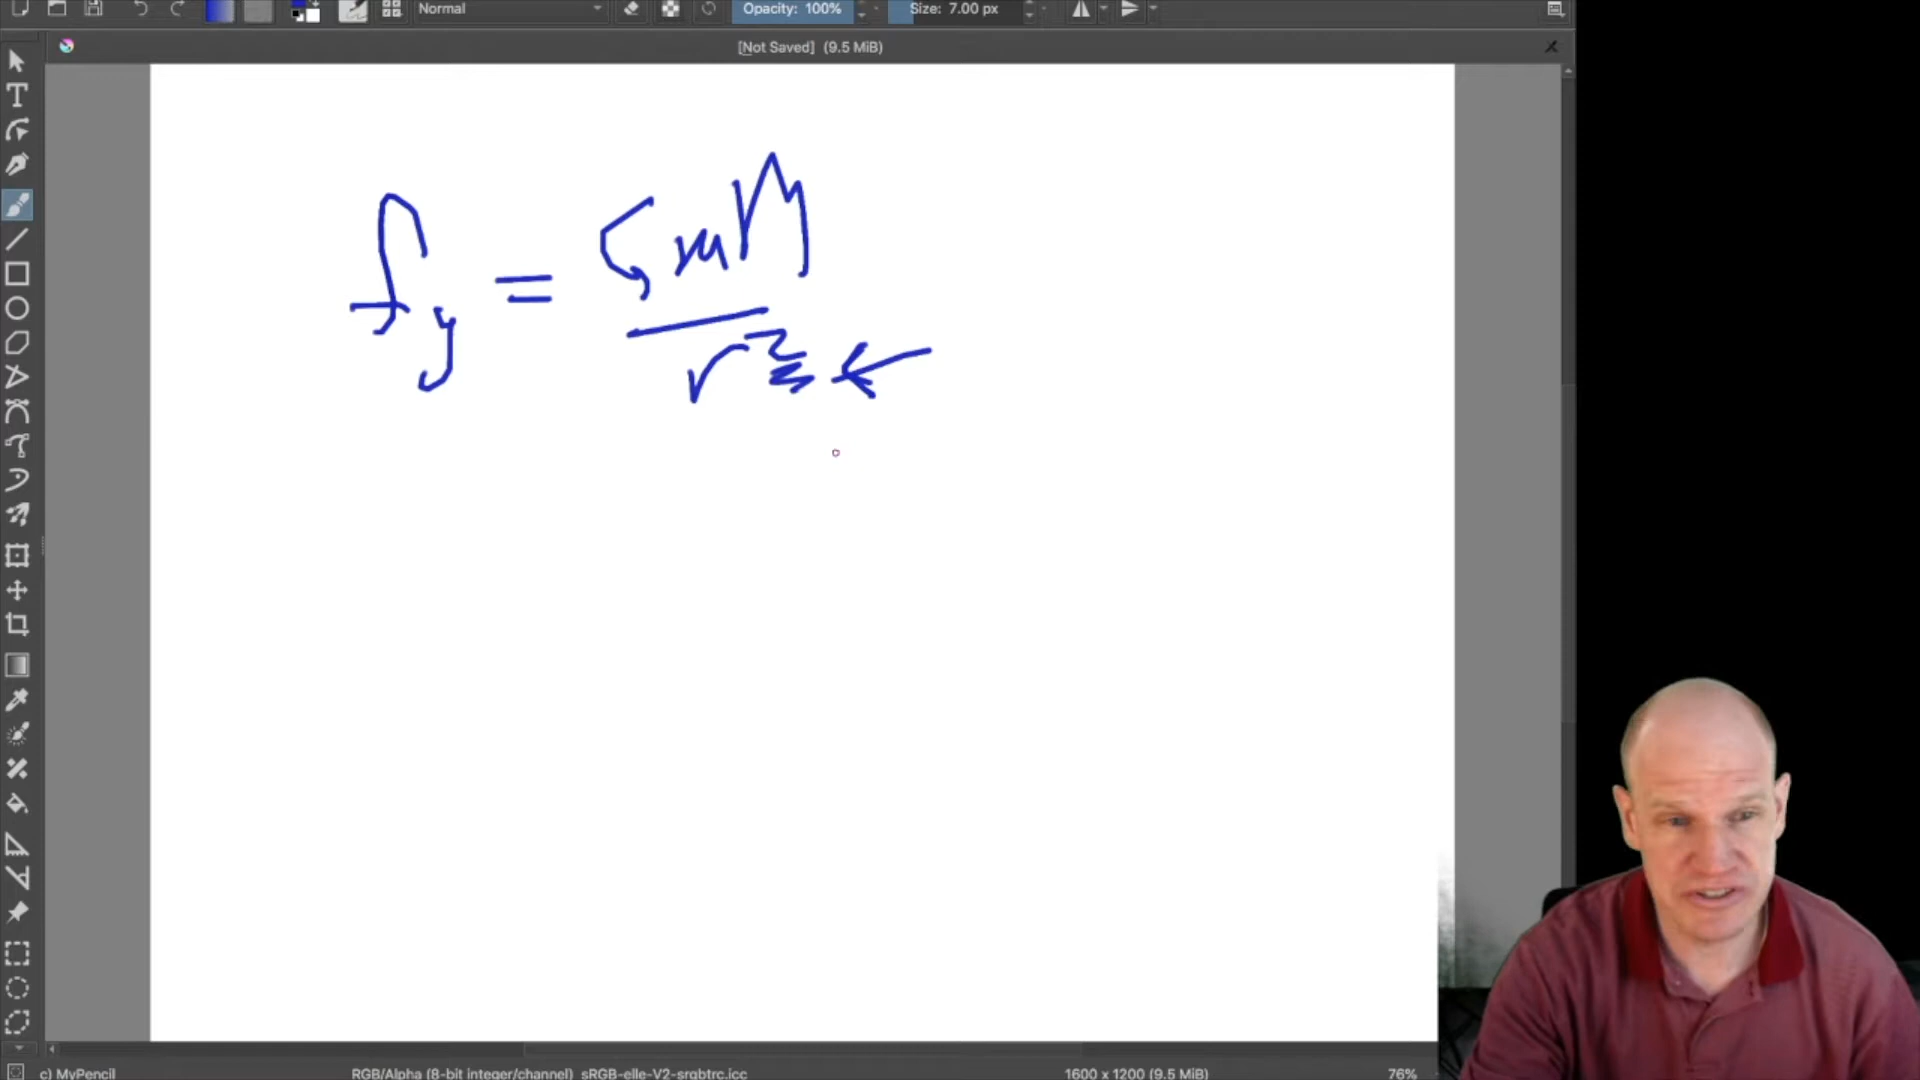 Normal Opacity: 100% Size: 7.00 px
[Not Saved] (9.5 MiB)
f_y = GmM / r²
c) MyPencil RGB/Alpha (8-bit integer/channel) sRGB-elle-V2-srgbtrc.icc 1600 x 1200 (9.5 MiB) 76%